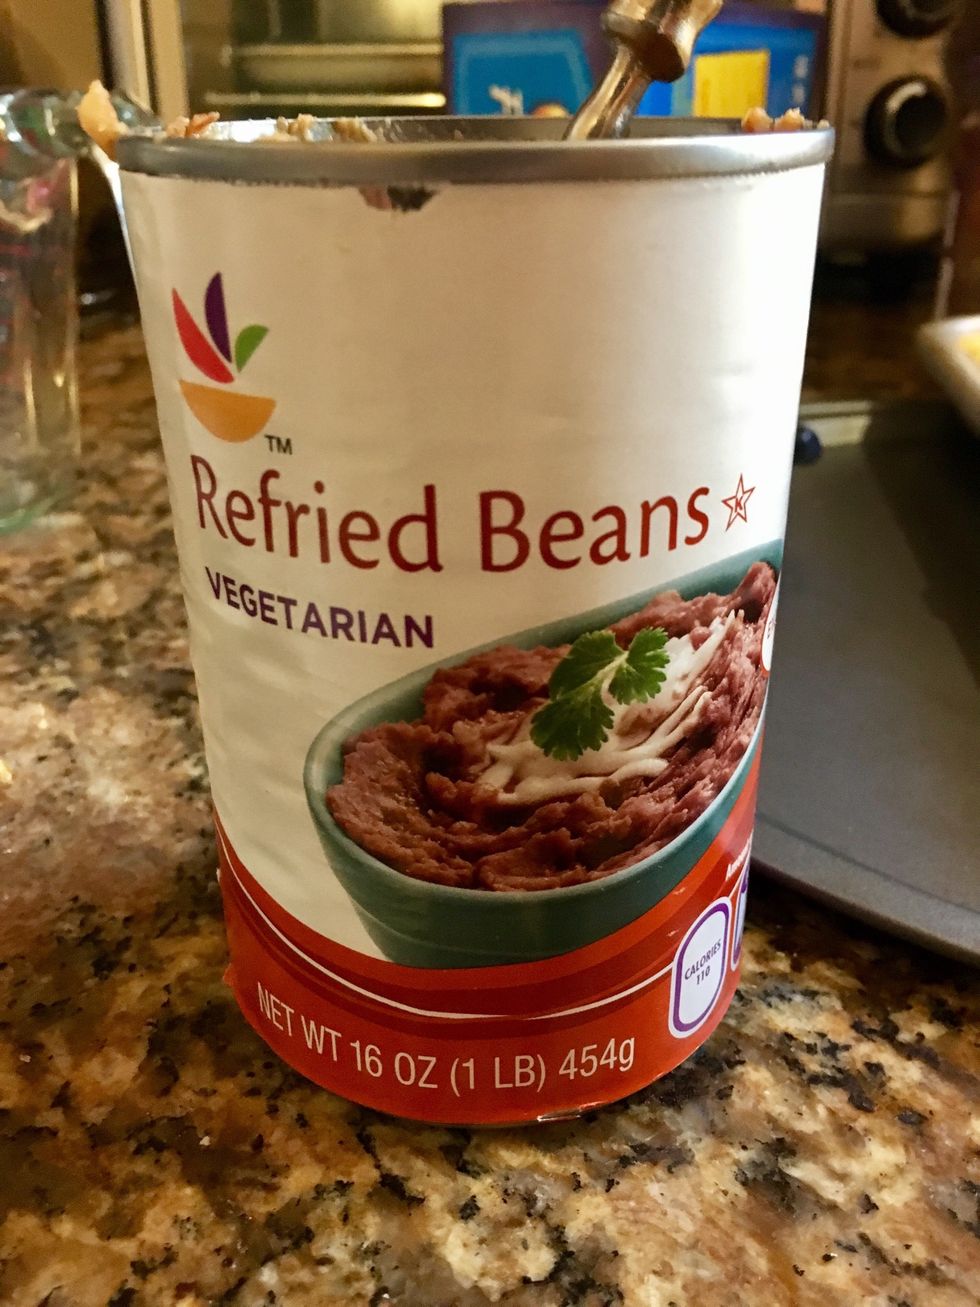 TM
Refried Beans K
VEGETARIAN
CALORIES
110
NET WT 16 OZ (1 LB) 454g